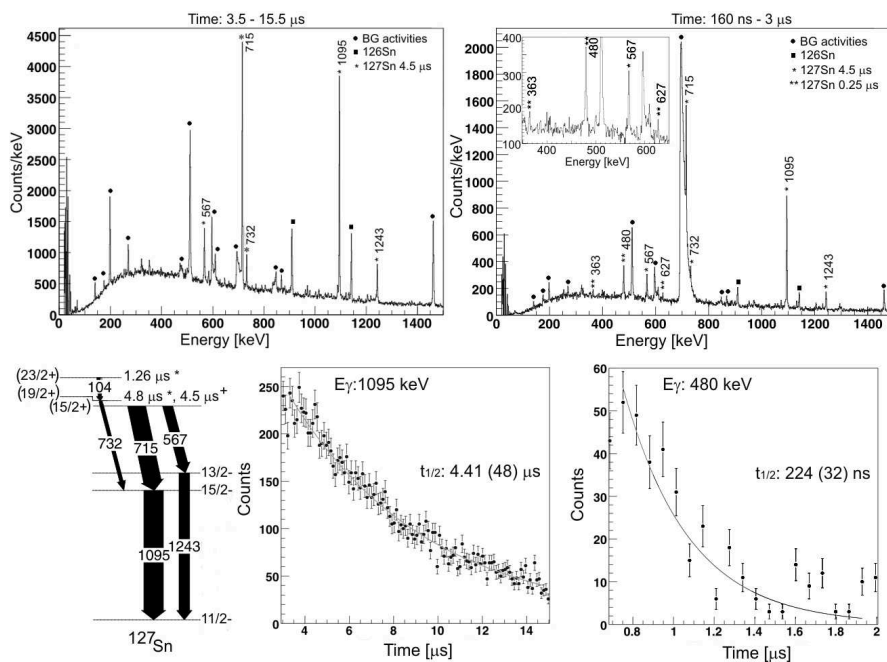 Time: 3.5 - 15.5 μs
4500
4000
3500
3000
2500
2000
1500
1000
500
0
Counts/keV
● BG activities
■ 126Sn
* 127Sn 4.5 μs
* 567
* 715
* 732
* 1095
* 1243
0 200 400 600 800 1000 1200 1400
Energy [keV]
Time: 160 ns - 3 μs
2000
1800
1600
1400
1200
1000
800
600
400
200
0
Counts/keV
400
300
200
100
400 500 600
Energy [keV]
** 363
** 480
* 567
** 627
● BG activities
■ 126Sn
* 127Sn 4.5 μs
** 127Sn 0.25 μs
** 363
** 480
* 567
** 627
* 715
* 732
* 1095
* 1243
0 200 400 600 800 1000 1200 1400
Energy [keV]
(23/2+) 1.26 μs *
104
(19/2+) 4.8 μs *, 4.5 μs +
(15/2+)
732 715 567
13/2-
15/2-
1095 1243
11/2-
127Sn
Eγ:1095 keV
t1/2: 4.41 (48) μs
250
200
150
100
50
0
Counts
4 6 8 10 12 14
Time [μs]
Eγ: 480 keV
t1/2: 224 (32) ns
60
50
40
30
20
10
0
Counts
0.8 1 1.2 1.4 1.6 1.8 2
Time [μs]